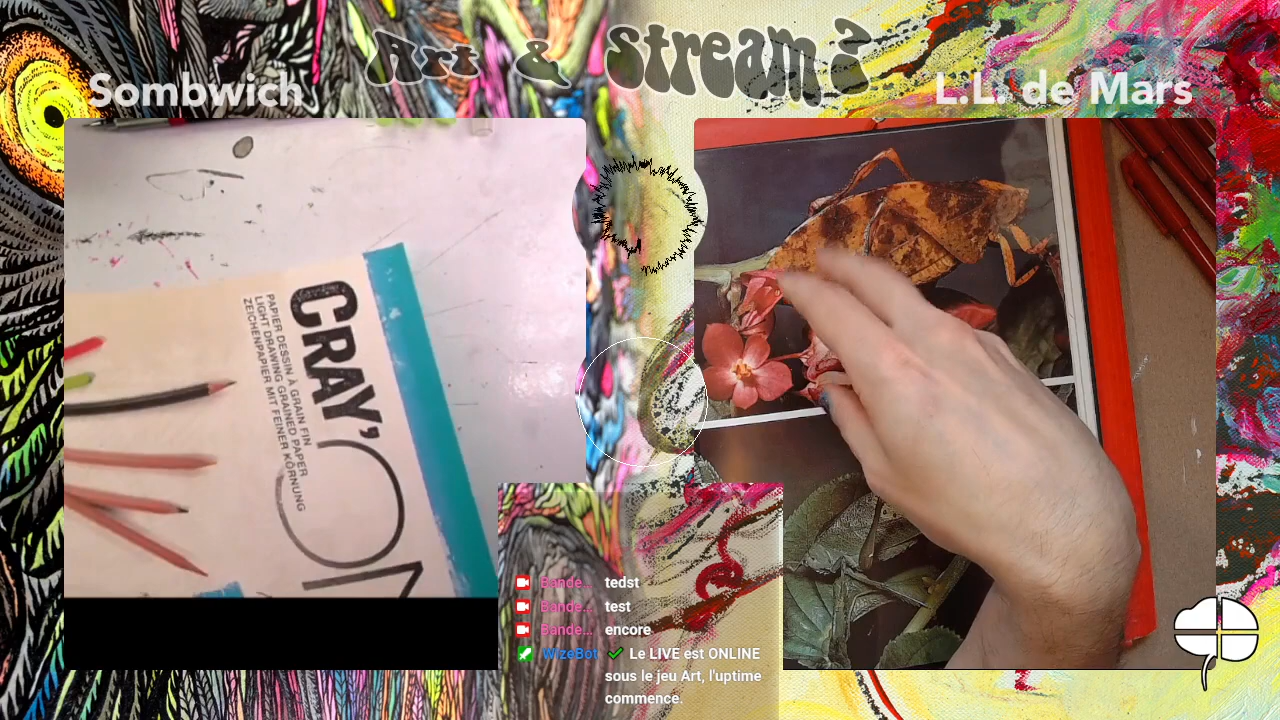 Art & Stream 2
Sombwich
L.L. de Mars
CRAY'ON
PAPIER DESSIN À GRAIN FIN
LIGHT DRAWING GRAINED PAPER
ZEICHENPAPIER MIT FEINER KÖRNUNG
Bande... tedst
Bande... test
Bande... encore
WizeBot Le LIVE est ONLINE
sous le jeu Art, l'uptime
commence.